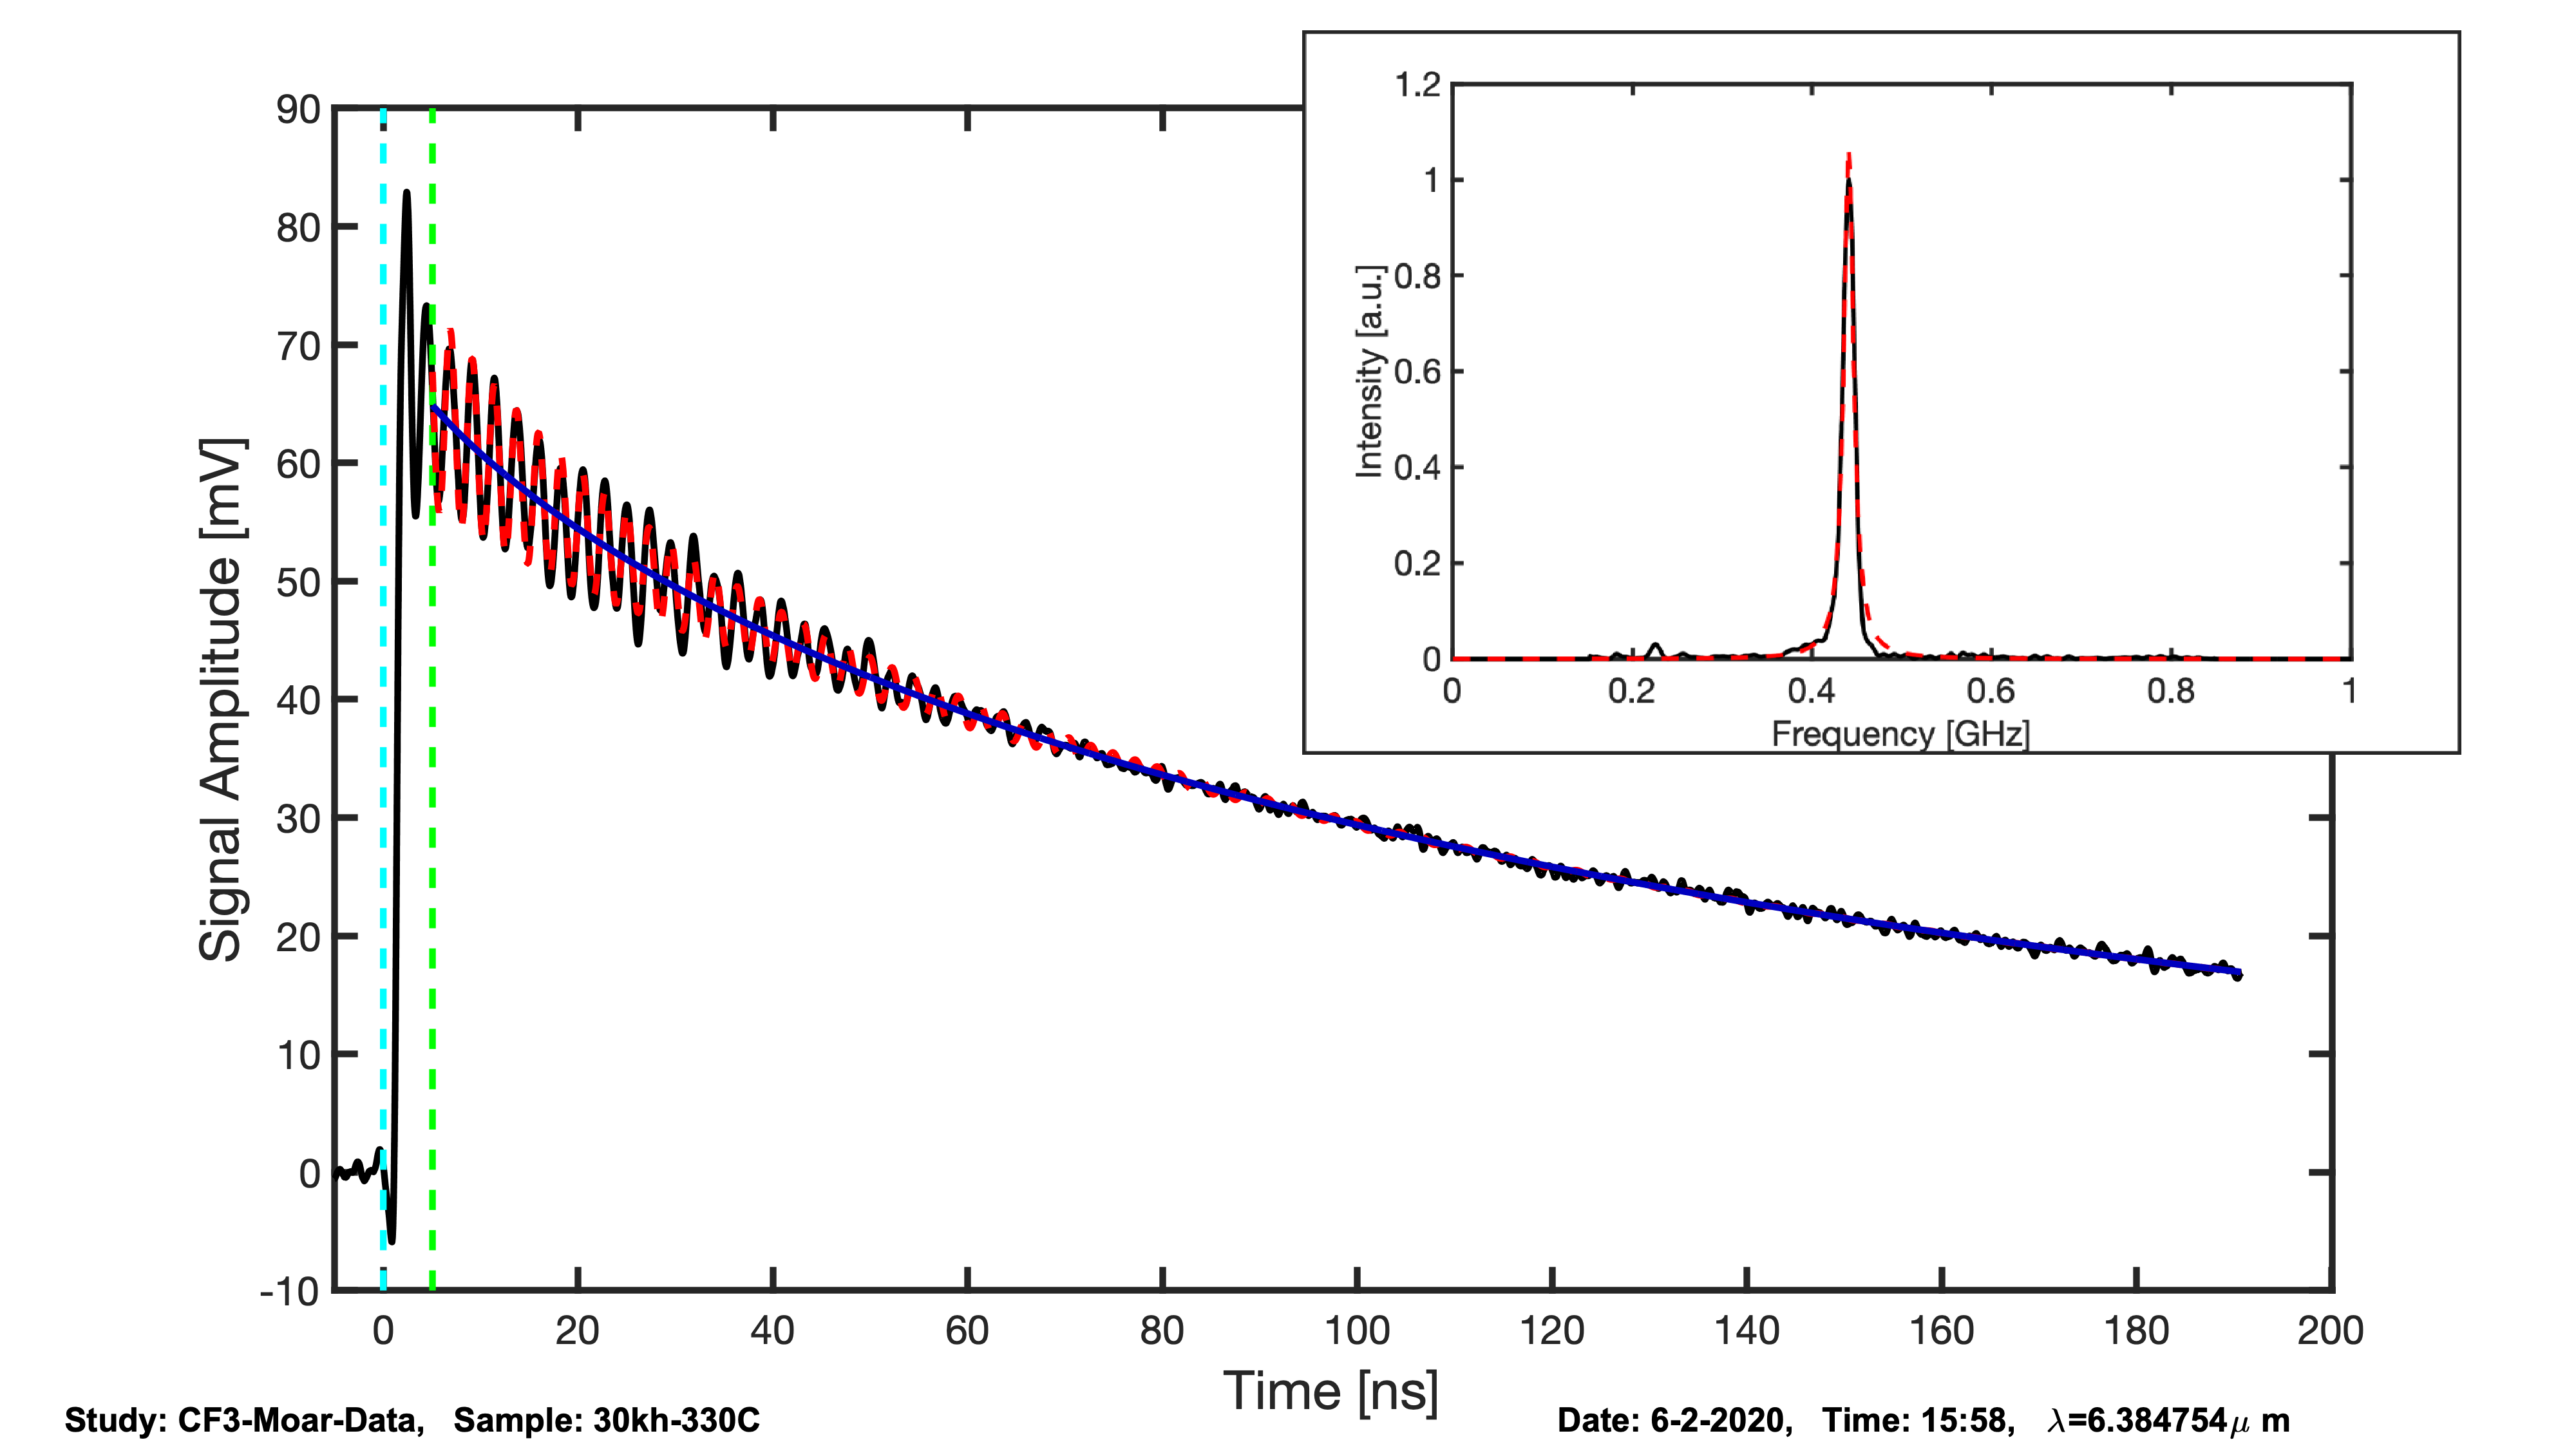 1.2
1
0.8
0.6
0.4
0.2
0
0 0.2 0.4 0.6 0.8 1
Frequency [GHz]
Intensity [a.u.]
90
80
70
60
50
40
30
20
10
0
-10
Signal Amplitude [mV]
0 20 40 60 80 100 120 140 160 180 200
Time [ns]
Study: CF3-Moar-Data, Sample: 30kh-330C
Date: 6-2-2020, Time: 15:58, λ=6.384754μ m